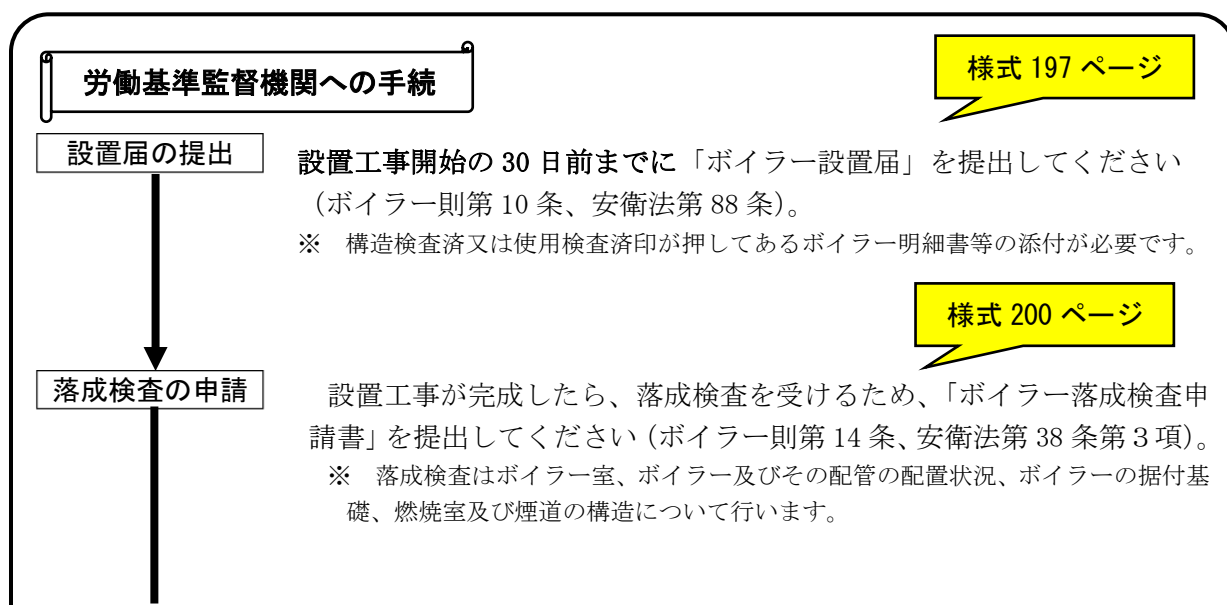 労働基準監督機関への手続
様式 197 ページ
設置届の提出
設置工事開始の 30 日前までに「ボイラー設置届」を提出してください
(ボイラー則第 10 条、安衛法第 88 条)。
※　構造検査済又は使用検査済印が押してあるボイラー明細書等の添付が必要です。
様式 200 ページ
落成検査の申請
設置工事が完成したら、落成検査を受けるため、「ボイラー落成検査申
請書」を提出してください(ボイラー則第 14 条、安衛法第 38 条第３項)。
※　落成検査はボイラー室、ボイラー及びその配管の配置状況、ボイラーの据付基
礎、燃焼室及び煙道の構造について行います。